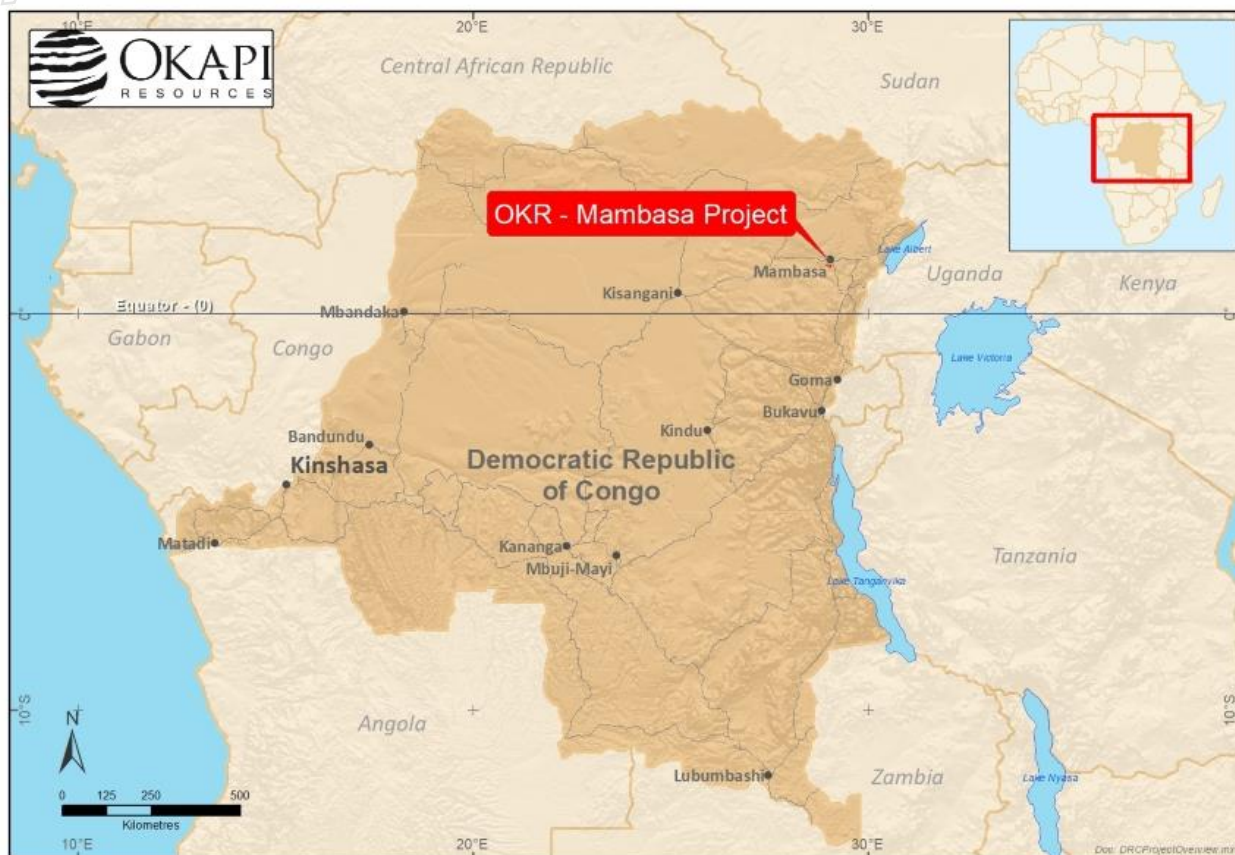 10°E
20°E
30°E
OKAPI
RESOURCES
Central African Republic
Sudan
OKR - Mambasa Project
Lake Albert
Mambasa
Uganda
Kenya
Kisangani
Equator - (0)
Mbandaka
0°
0°
Gabon
Congo
Lake Victoria
Goma
Bukavu
Bandundu
Kindu
Kinshasa
Democratic Republic
of Congo
Matadi
Kananga
Mbuji-Mayi
Tanzania
Lake Tanganyika
10°S
10°S
N
Angola
Lubumbashi
Zambia
Lake Nyasa
0 125 250 500
Kilometres
10°E
20°E
30°E